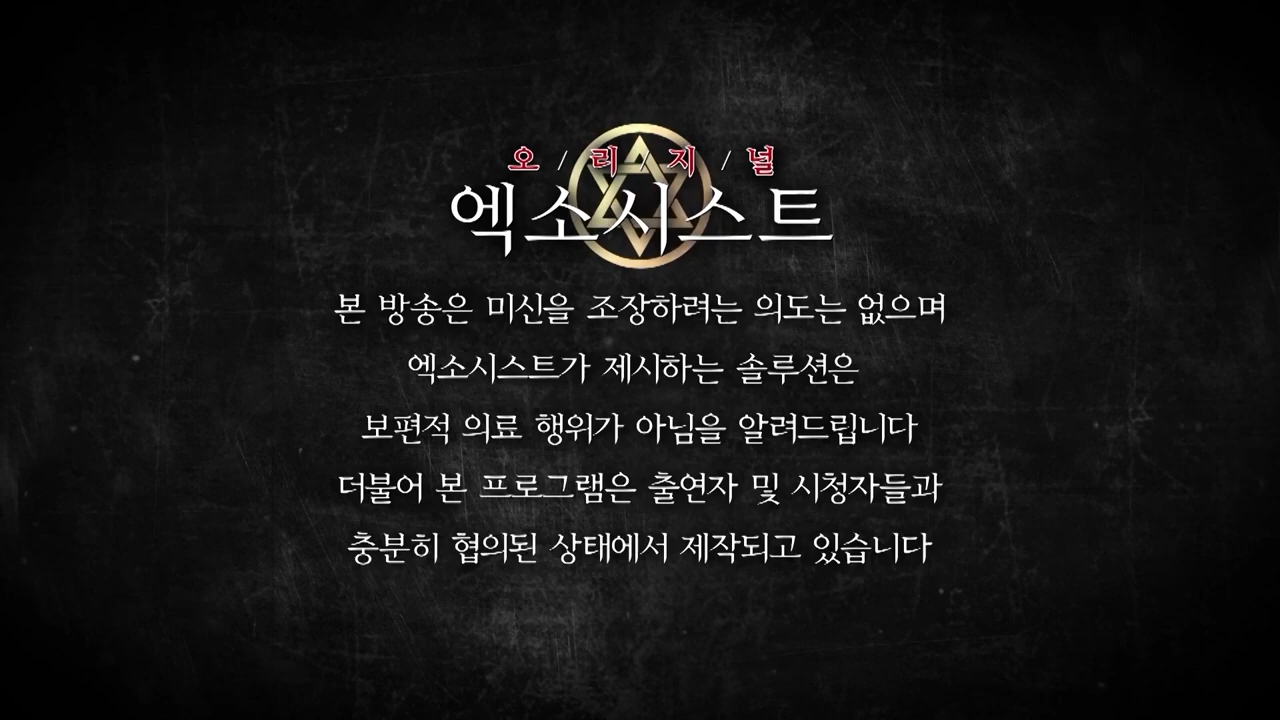 오/리/지/널
엑소시스트
본 방송은 미신을 조장하려는 의도는 없으며
엑소시스트가 제시하는 솔루션은
보편적 의료 행위가 아님을 알려드립니다
더불어 본 프로그램은 출연자 및 시청자들과
충분히 협의된 상태에서 제작되고 있습니다